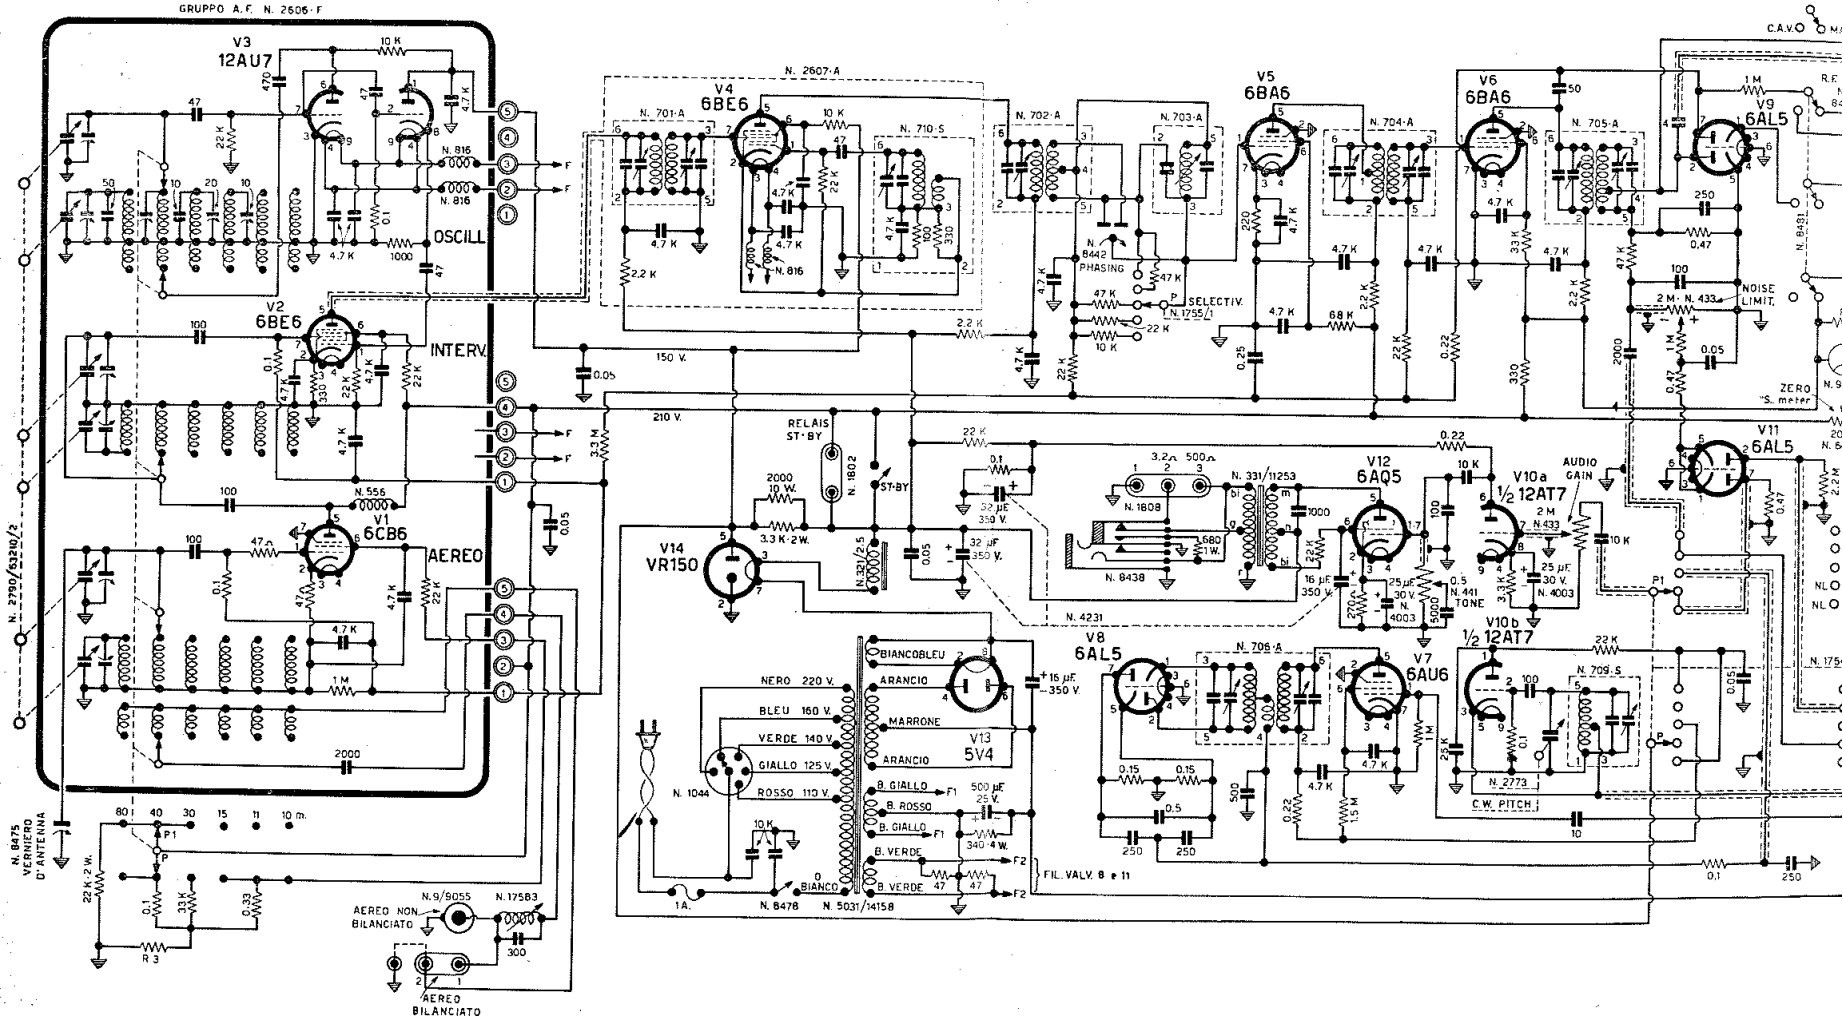 GRUPPO A.F. N. 2606-F
V3
12AU7
10 K
470
47
47
4.7 K
22 K
N. 816
N. 816
F
F
50
10
20
10
0.1
4.7 K
1000
47
OSCILL
V2
6BE6
100
0.1
4.7 K
330
22 K
4.7 K
22 K
4.7 K
INTERV.
F
F
100
N. 556
V1
6CB6
100
47Ω
0.1
47
4.7 K
22 K
AEREO
4.7 K
1 M
2000
N. 2790/63210/2
N. 8475
VERNIERO
D'ANTENNA
80
40
30
15
11
10 m.
P1
P
22 K-2 W.
0.1
33 K
0.33
R 3
N.9/9055
AEREO NON
BILANCIATO
N.17583
300
2
1
AEREO
BILANCIATO
N. 2607-A
V4
6BE6
N. 701-A
10 K
47
N. 710-S
22 K
4.7 K
4.7 K
4.7 K
4.7 K
100
330
2.2 K
N. 816
150 V.
0.05
210 V.
3.3 M
0.05
2.2 K
N. 702-A
N. 703-A
N.
8442
PHASING
47 K
47 K
P
SELECTIV.
N.1755/1
22 K
10 K
4.7 K
4.7 K
22 K
V5
6BA6
220
4.7 K
N. 704-A
4.7 K
22 K
4.7 K
68 K
0.25
4.7 K
22 K
0.22
V6
6BA6
50
N. 705-A
4.7 K
33 K
4.7 K
2.2 K
330
V9
6AL5
1 M
4
250
0.47
47 K
100
2 M - N. 433
NOISE
LIMIT.
1 M
0.05
2000
0.47
C.A.V.
N. 8481
ZERO
"S. meter
RELAIS
ST-BY
N. 1802
ST-BY
2000
10 W.
3.3 K-2W.
V14
VR150
N.321/2.5
0.05
22 K
0.1
32 µF
350 V.
32 µF
350 V.
N. 4231
3.2Ω 500Ω
1
2
3
N. 1808
N. 8438
680
1W.
N. 331/11253
1000
22 K
V12
6AQ5
16 µF
350 V.
270
25 µF
30 V.
N.
4003
5000
0.5
N. 441
TONE
100
10 K
0.22
V10a
½ 12AT7
AUDIO
GAIN
2 M
N.433
3.3 K
25 µF
30 V.
N. 4003
10 K
P1
V11
6AL5
0.47
2.2 M
NL
NL
NERO 220 V.
BLEU 160 V.
VERDE 140 V.
GIALLO 125 V.
ROSSO 110 V.
N. 1044
10 K
1A.
N. 8478
0
BIANCO
N. 5031/14158
BIANCOBLEU
ARANCIO
MARRONE
ARANCIO
B. GIALLO
F1
B. ROSSO
B. GIALLO
F1
B. VERDE
F2
B. VERDE
F2
47
47
V13
5V4
16 µF
350 V.
500 µF
25 V.
340-4 W.
FIL. VALV. 8 e 11
V8
6AL5
N. 706-A
0.15
0.15
0.5
250
250
500
0.22
4.7 K
1.5 M
4.7 K
V7
6AU6
1 M
V10 b
½ 12AT7
100
25 K
0.1
N. 2773
C.W. PITCH
22 K
N. 709-S
0.05
P
10
0.1
250